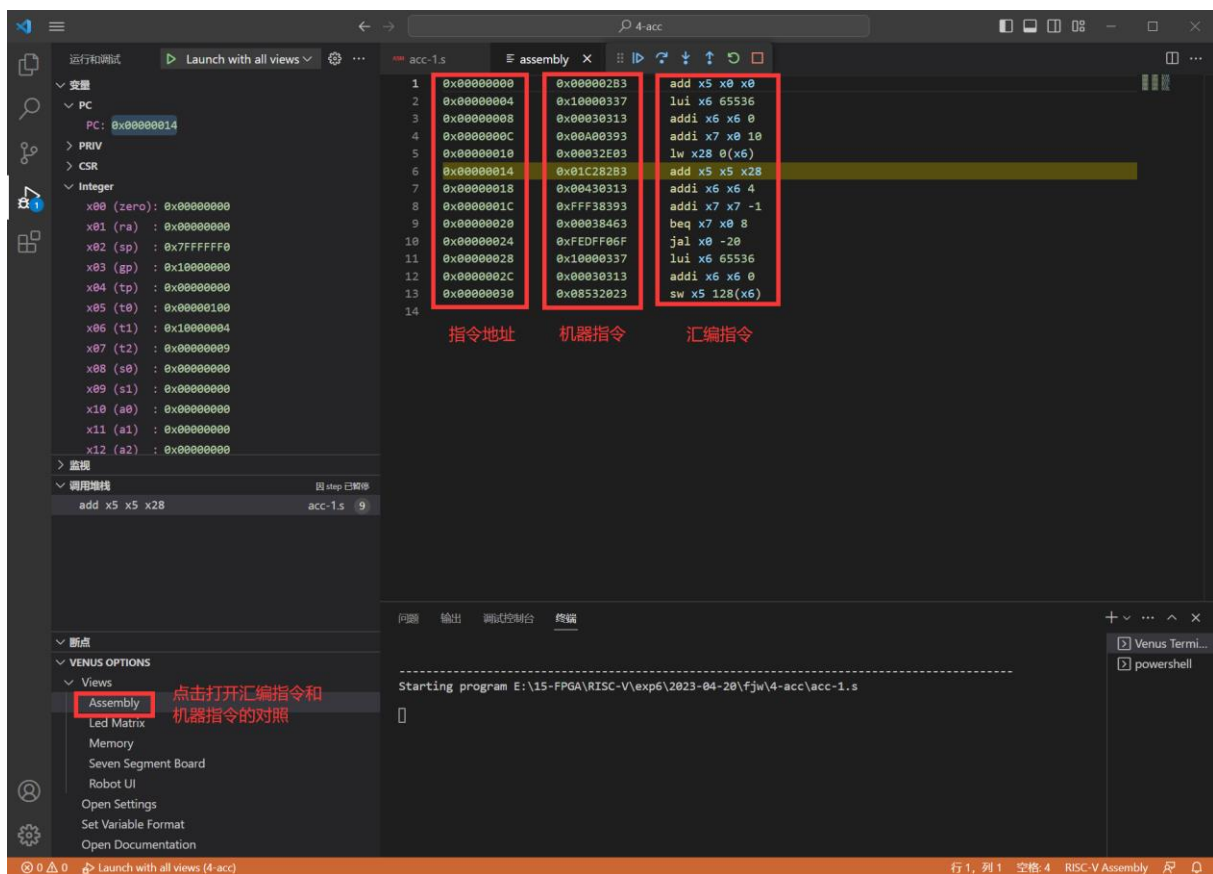 4-acc
运行和调试
Launch with all views
acc-1.s
assembly
变量
PC
PC: 0x00000014
PRIV
CSR
Integer
x00 (zero): 0x00000000
x01 (ra) : 0x00000000
x02 (sp) : 0x7FFFFFF0
x03 (gp) : 0x10000000
x04 (tp) : 0x00000000
x05 (t0) : 0x00000100
x06 (t1) : 0x10000004
x07 (t2) : 0x00000009
x08 (s0) : 0x00000000
x09 (s1) : 0x00000000
x10 (a0) : 0x00000000
x11 (a1) : 0x00000000
x12 (a2) : 0x00000000
监视
调用堆栈
因 step 已暂停
add x5 x5 x28
acc-1.s 9
断点
VENUS OPTIONS
Views
Assembly
点击打开汇编指令和
机器指令的对照
Led Matrix
Memory
Seven Segment Board
Robot UI
Open Settings
Set Variable Format
Open Documentation
1 0x00000000 0x000002B3 add x5 x0 x0
2 0x00000004 0x10000337 lui x6 65536
3 0x00000008 0x00030313 addi x6 x6 0
4 0x0000000C 0x00A00393 addi x7 x0 10
5 0x00000010 0x00032E03 lw x28 0(x6)
6 0x00000014 0x01C282B3 add x5 x5 x28
7 0x00000018 0x00430313 addi x6 x6 4
8 0x0000001C 0xFFF38393 addi x7 x7 -1
9 0x00000020 0x00038463 beq x7 x0 8
10 0x00000024 0xFEDFF06F jal x0 -20
11 0x00000028 0x10000337 lui x6 65536
12 0x0000002C 0x00030313 addi x6 x6 0
13 0x00000030 0x08532023 sw x5 128(x6)
14
指令地址 机器指令 汇编指令
问题 输出 调试控制台 终端
Venus Termi...
powershell
Starting program E:\15-FPGA\RISC-V\exp6\2023-04-20\fjw\4-acc\acc-1.s
1
0 0 Launch with all views (4-acc)
行 1，列 1 空格: 4 RISC-V Assembly